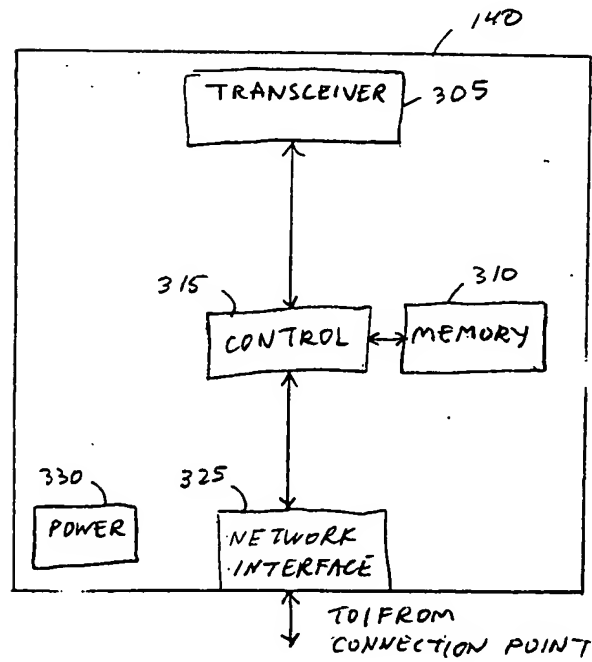 140
TRANSCEIVER
305
315
310
CONTROL
MEMORY
330
325
POWER
NETWORK
INTERFACE
TO/FROM
CONNECTION POINT